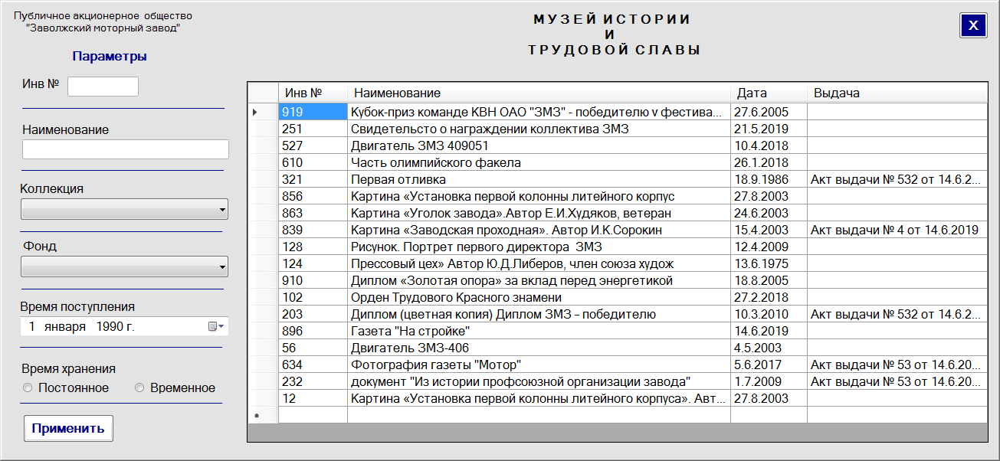 Публичное акционерное общество
"Заволжский моторный завод"
МУЗЕЙ ИСТОРИИ
И
ТРУДОВОЙ СЛАВЫ
X
Параметры
Инв №
Наименование
Коллекция
Фонд
Время поступления
1 января 1990 г.
Время хранения
Постоянное Временное
Применить
Инв № Наименование Дата Выдача
919 Кубок-приз команде КВН ОАО "ЗМЗ" - победителю v фестива... 27.6.2005
251 Свидетельсто о награждении коллектива ЗМЗ 21.5.2019
527 Двигатель ЗМЗ 409051 10.4.2018
610 Часть олимпийского факела 26.1.2018
321 Первая отливка 18.9.1986 Акт выдачи № 532 от 14.6.2...
856 Картина «Установка первой колонны литейного корпус 27.8.2003
863 Картина «Уголок завода».Автор Е.И.Худяков, ветеран 24.6.2003
839 Картина «Заводская проходная». Автор И.К.Сорокин 15.4.2003 Акт выдачи № 4 от 14.6.2019
128 Рисунок. Портрет первого директора ЗМЗ 12.4.2009
124 Прессовый цех» Автор Ю.Д.Либеров, член союза худож 13.6.1975
910 Диплом «Золотая опора» за вклад перед энергетикой 18.8.2005
102 Орден Трудового Красного знамени 27.2.2018
203 Диплом (цветная копия) Диплом ЗМЗ – победителю 10.3.2010 Акт выдачи № 532 от 14.6.2...
896 Газета "На стройке" 14.6.2019
56 Двигатель ЗМЗ-406 4.5.2003
634 Фотография газеты "Мотор" 5.6.2017 Акт выдачи № 53 от 14.6.20...
232 документ "Из истории профсоюзной организации завода" 1.7.2009 Акт выдачи № 53 от 14.6.20...
12 Картина «Установка первой колонны литейного корпуса». Авт... 27.8.2003